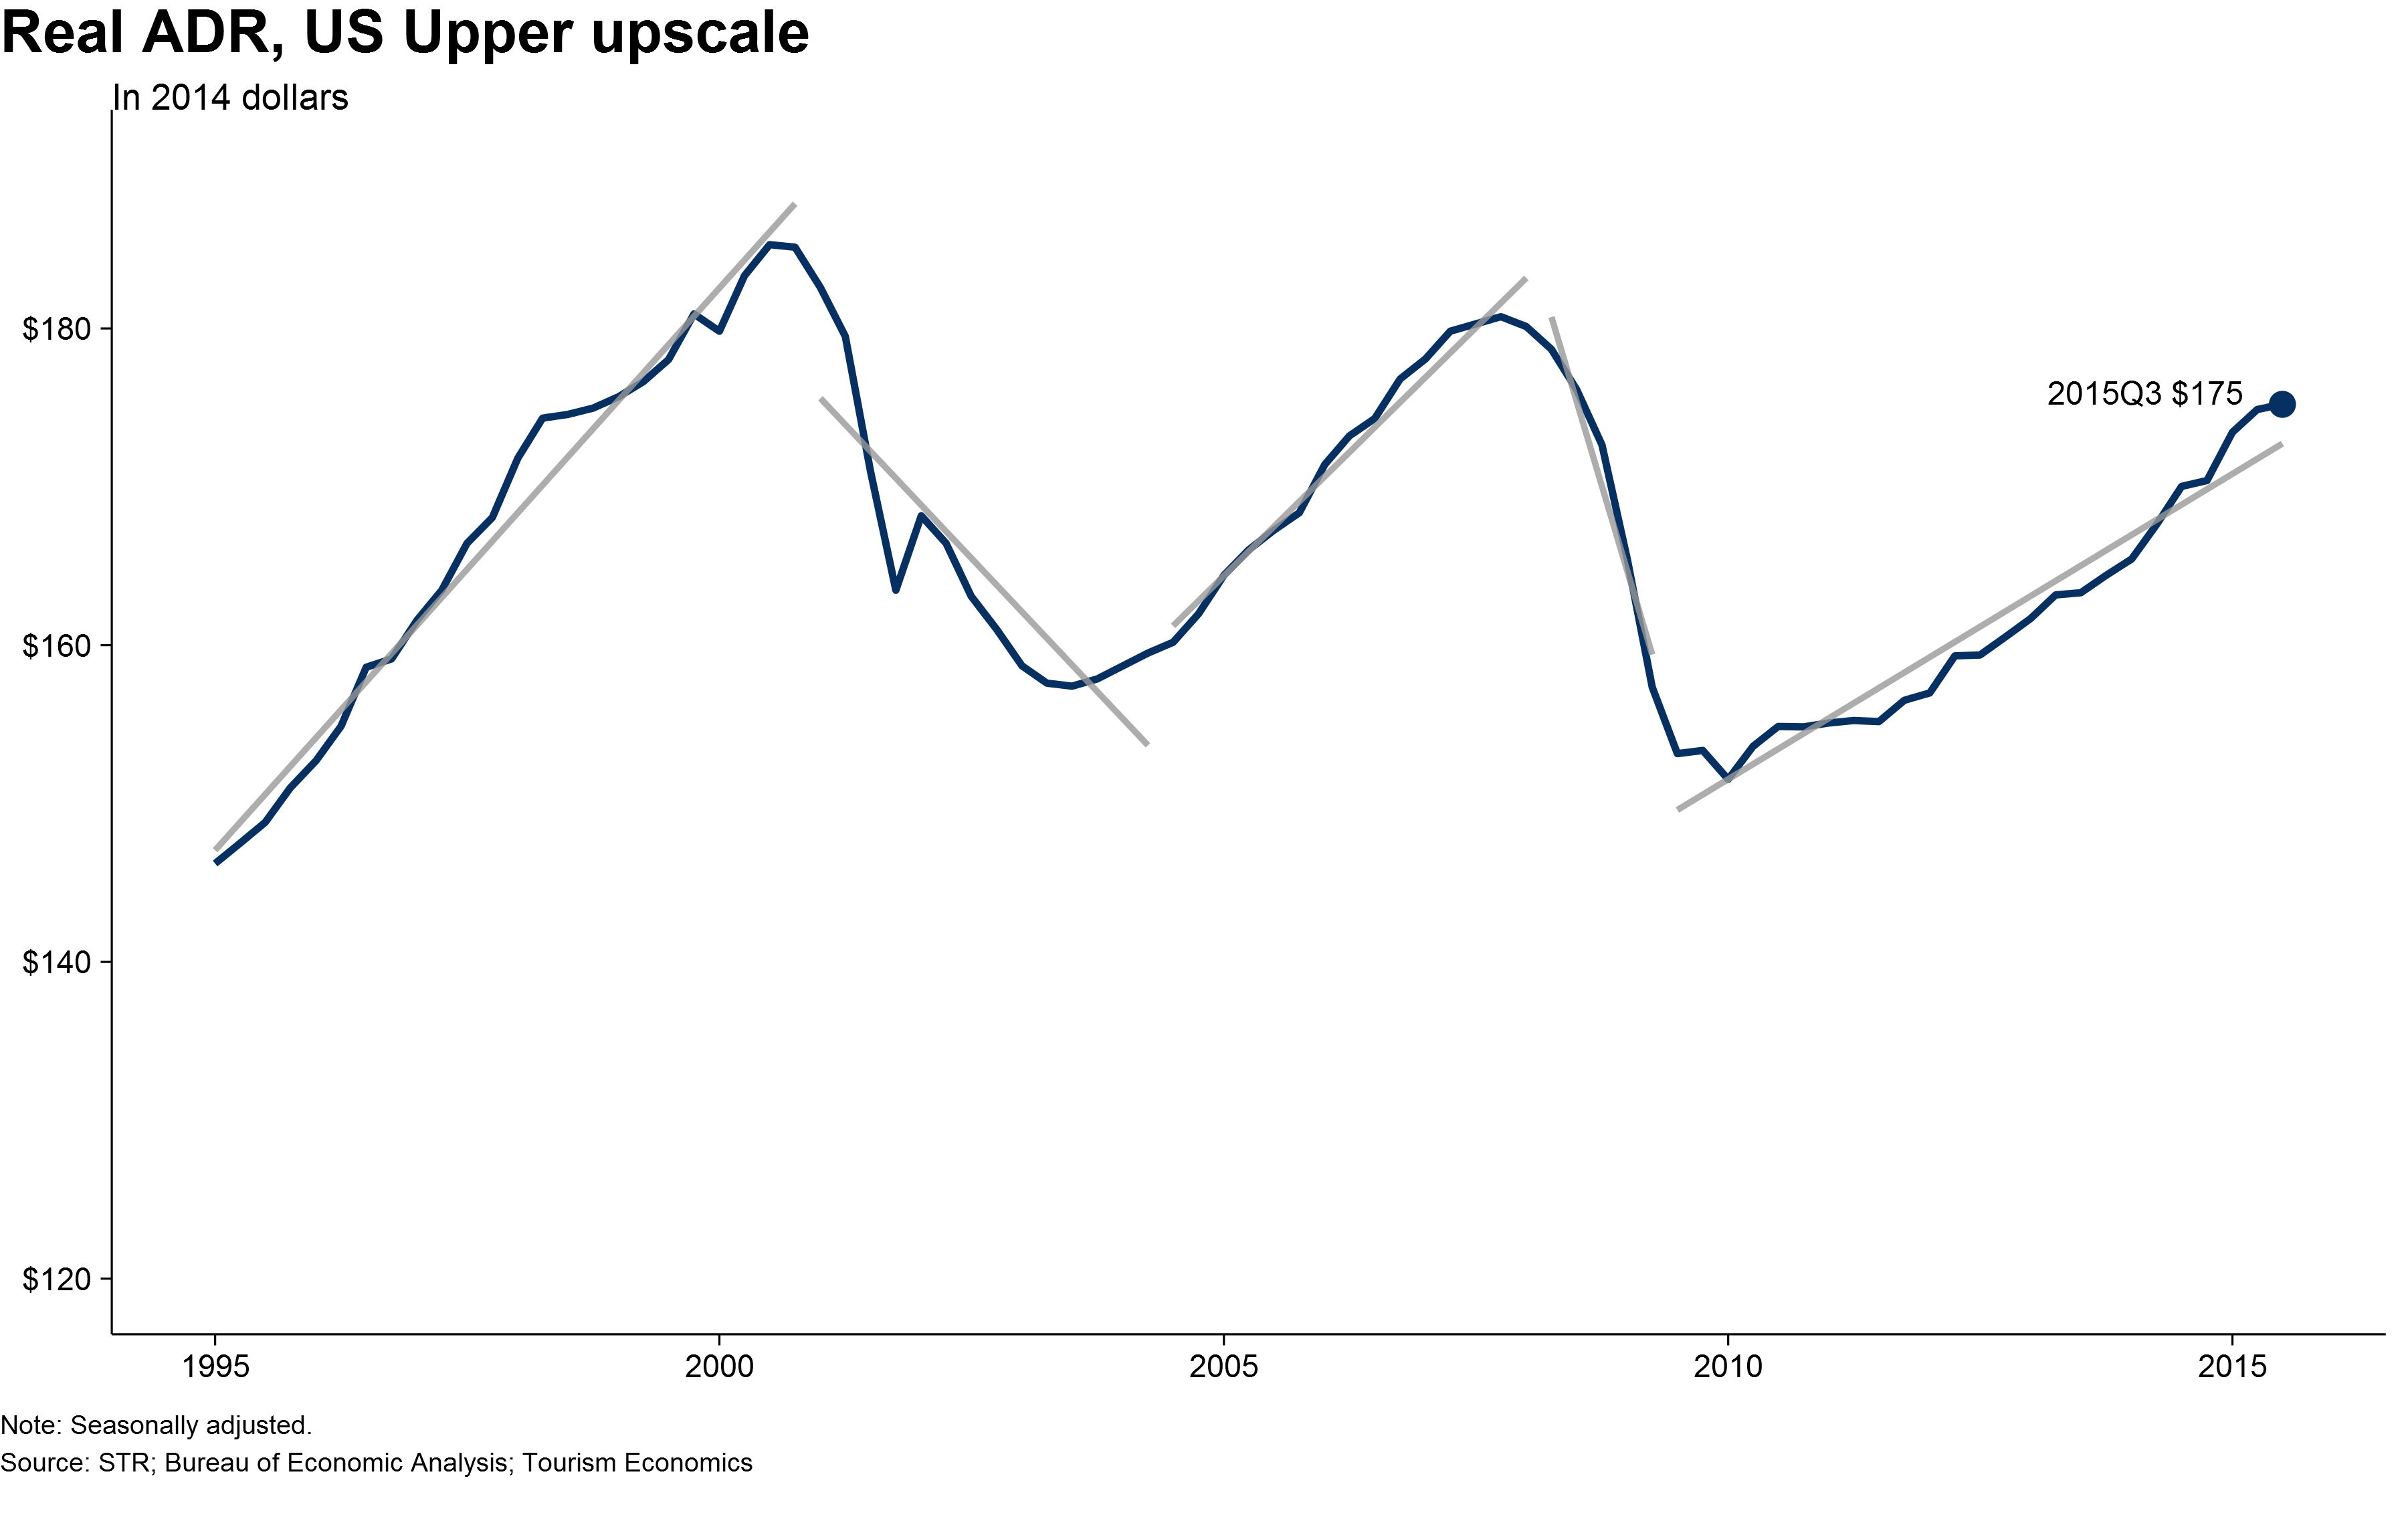 Real ADR, US Upper upscale
In 2014 dollars
$180
2015Q3 $175
$160
$140
$120
1995 2000 2005 2010 2015
Note: Seasonally adjusted.
Source: STR; Bureau of Economic Analysis; Tourism Economics